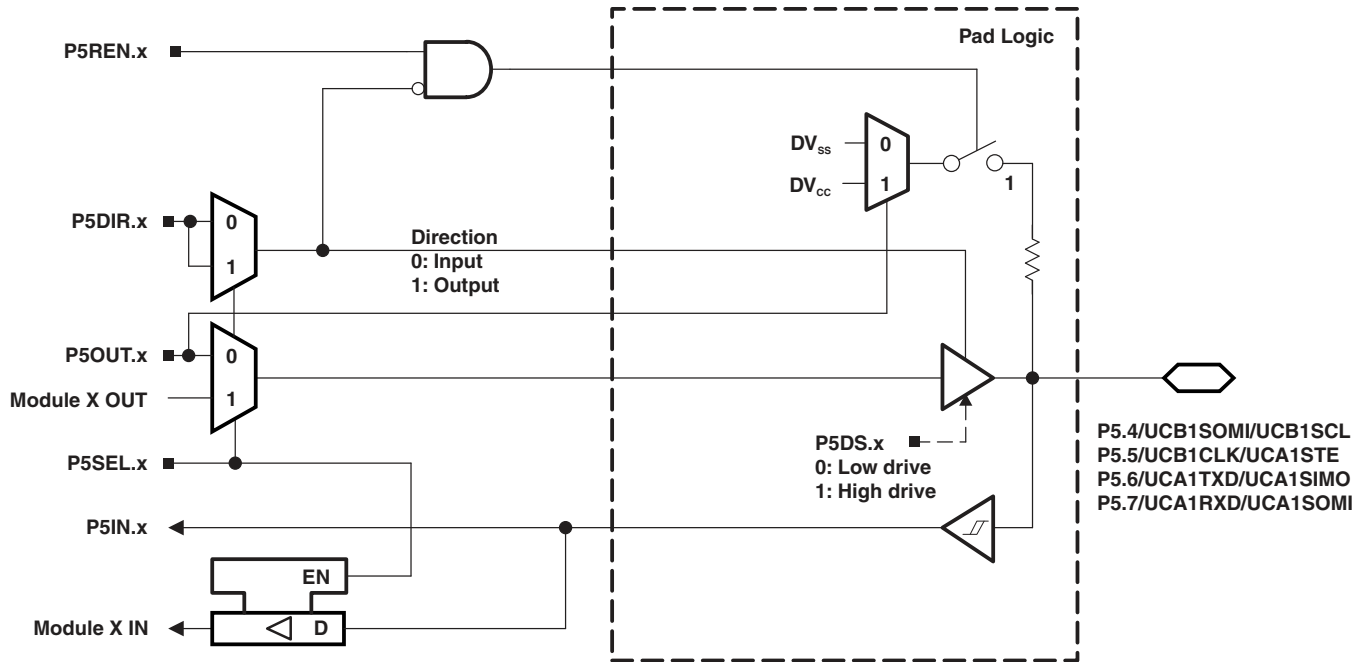 Pad Logic
P5REN.x
DVSS
0
DVCC
1
1
P5DIR.x
0
1
Direction
0: Input
1: Output
P5OUT.x
0
Module X OUT
1
P5DS.x
0: Low drive
1: High drive
P5.4/UCB1SOMI/UCB1SCL
P5.5/UCB1CLK/UCA1STE
P5.6/UCA1TXD/UCA1SIMO
P5.7/UCA1RXD/UCA1SOMI
P5SEL.x
P5IN.x
EN
Module X IN
D